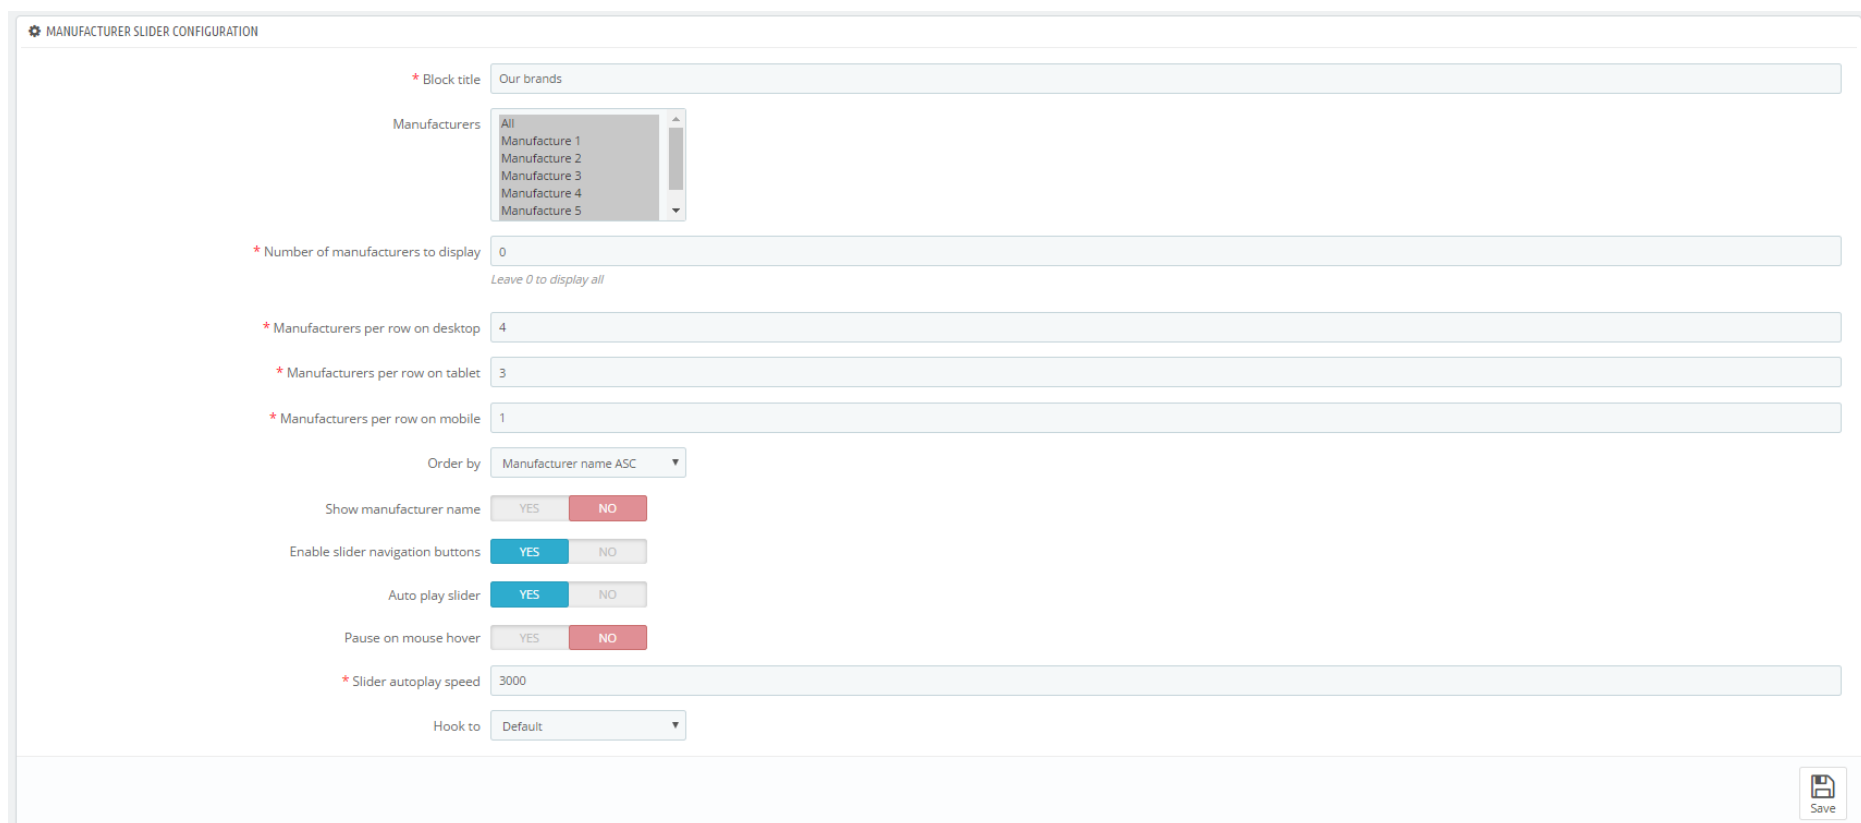 MANUFACTURER SLIDER CONFIGURATION
* Block title Our brands
Manufacturers All
Manufacture 1
Manufacture 2
Manufacture 3
Manufacture 4
Manufacture 5
* Number of manufacturers to display 0
Leave 0 to display all
* Manufacturers per row on desktop 4
* Manufacturers per row on tablet 3
* Manufacturers per row on mobile 1
Order by Manufacturer name ASC
Show manufacturer name YES NO
Enable slider navigation buttons YES NO
Auto play slider YES NO
Pause on mouse hover YES NO
* Slider autoplay speed 3000
Hook to Default
Save